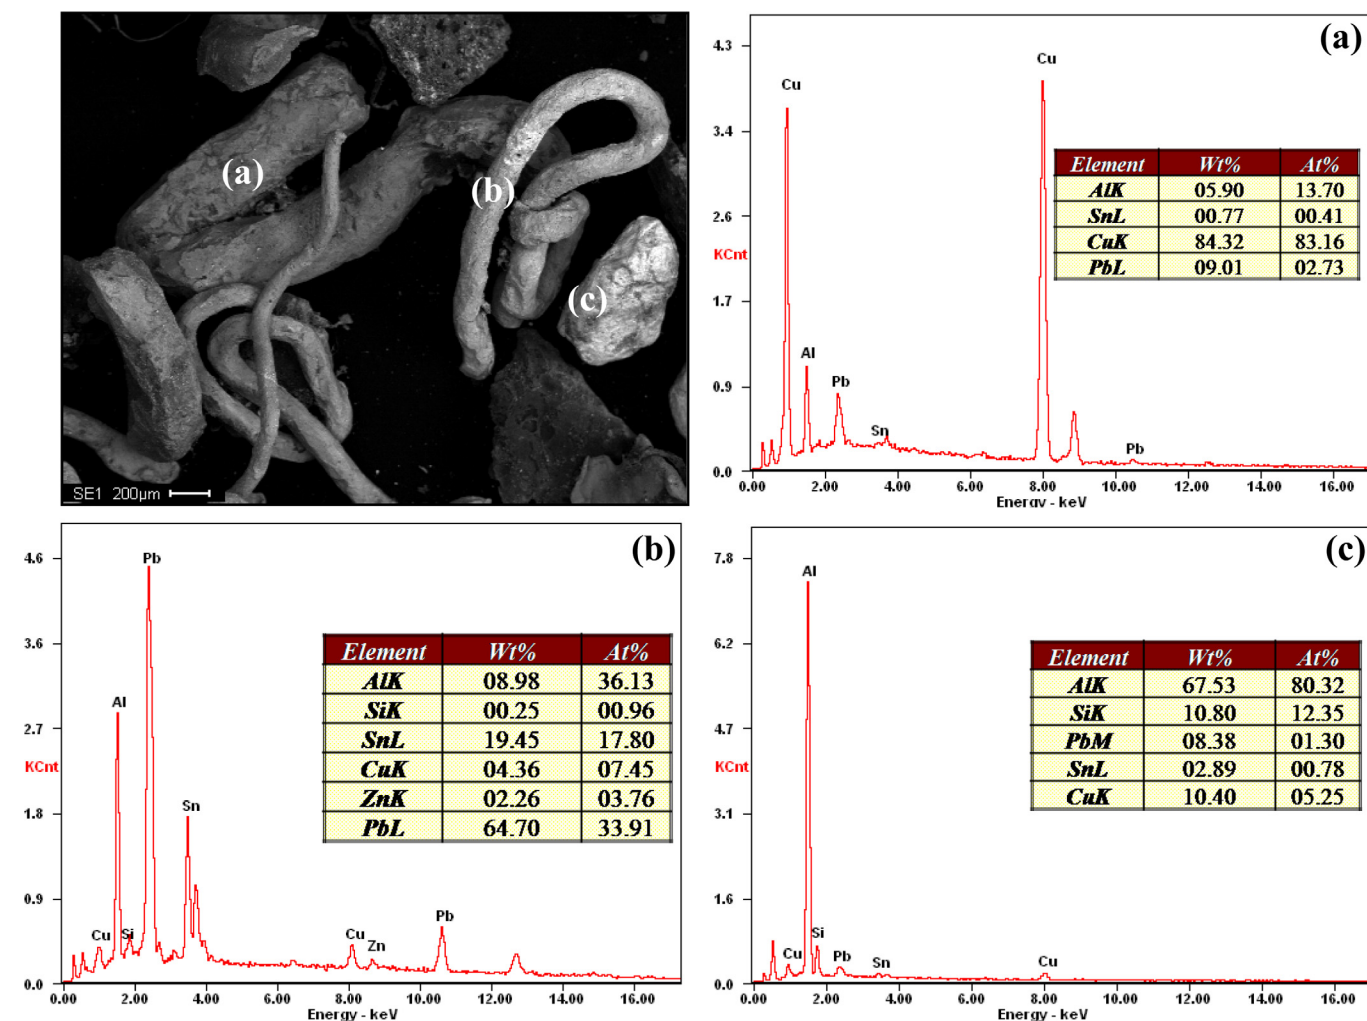 (a)
(b)
(c)
SE1 200µm
(a)
4.3
3.4
2.6
KCnt
1.7
0.9
0.0
Cu
Al
Pb
Sn
Cu
Pb
Element Wt% At%
AlK 05.90 13.70
SnL 00.77 00.41
CuK 84.32 83.16
PbL 09.01 02.73
0.00 2.00 4.00 6.00 8.00 10.00 12.00 14.00 16.00
Energy - keV
(b)
4.6
3.6
2.7
KCnt
1.8
0.9
0.0
Cu
Al
Si
Pb
Sn
Cu
Zn
Pb
Element Wt% At%
AlK 08.98 36.13
SiK 00.25 00.96
SnL 19.45 17.80
CuK 04.36 07.45
ZnK 02.26 03.76
PbL 64.70 33.91
0.00 2.00 4.00 6.00 8.00 10.00 12.00 14.00 16.00
Energy - keV
(c)
7.8
6.2
4.7
KCnt
3.1
1.6
0.0
Cu
Al
Si
Pb
Sn
Cu
Element Wt% At%
AlK 67.53 80.32
SiK 10.80 12.35
PbM 08.38 01.30
SnL 02.89 00.78
CuK 10.40 05.25
0.00 2.00 4.00 6.00 8.00 10.00 12.00 14.00 16.00
Energy - keV